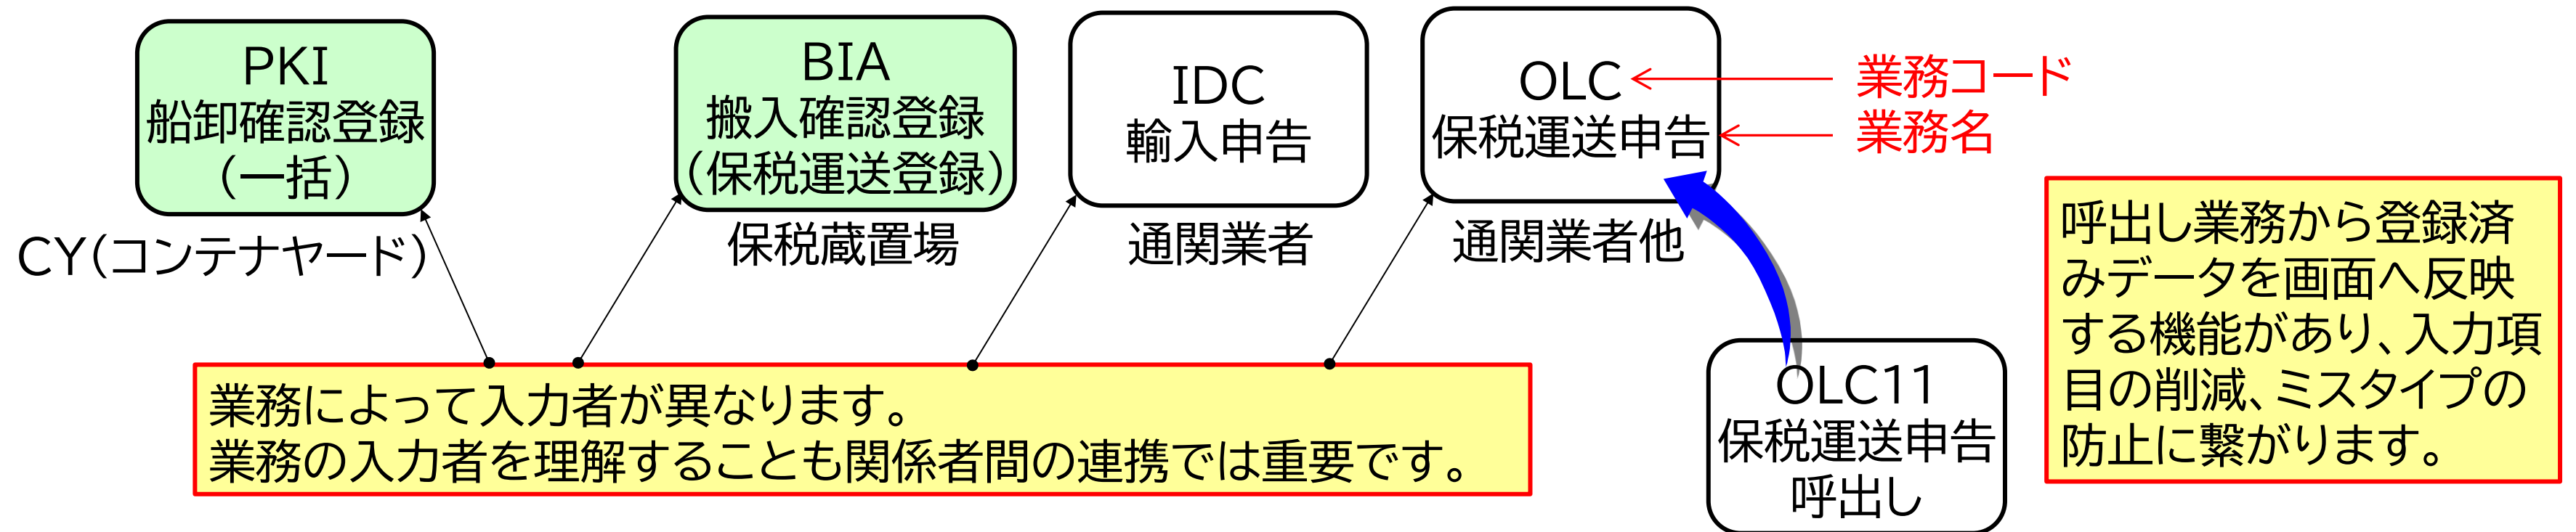 PKI
船卸確認登録
（一括）
CY(コンテナヤード)
BIA
搬入確認登録
（保税運送登録）
保税蔵置場
IDC
輸入申告
通関業者
OLC
保税運送申告
通関業者他
業務コード
業務名
業務によって入力者が異なります。
業務の入力者を理解することも関係者間の連携では重要です。
OLC11
保税運送申告
呼出し
呼出し業務から登録済
みデータを画面へ反映
する機能があり、入力項
目の削減、ミスタイプの
防止に繋がります。